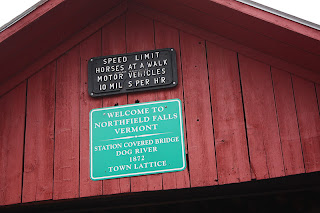 SPEED LIMIT
HORSES AT A WALK
MOTOR VEHICLES
10 MIL'S PER H'R
"WELCOME TO"
NORTHFIELD FALLS
VERMONT
STATION COVERED BRIDGE
DOG RIVER
1872
TOWN LATTICE